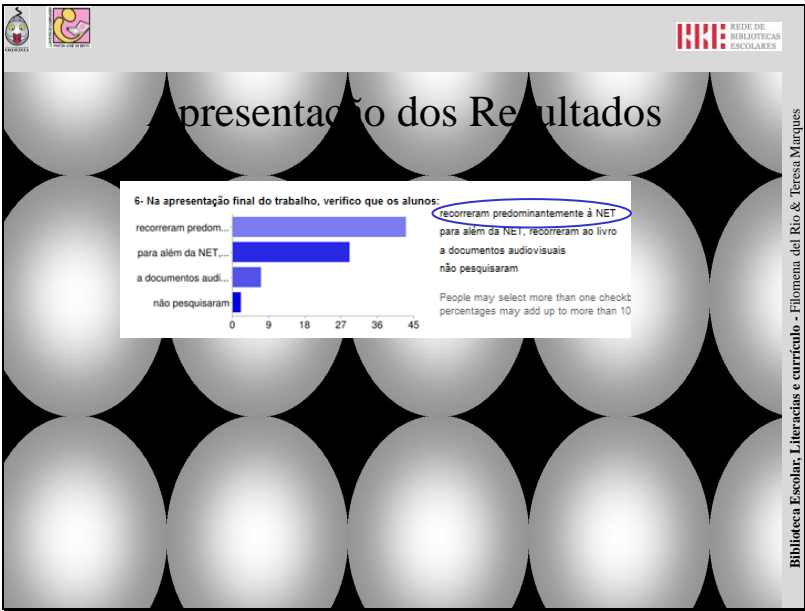 REDE DE
BIBLIOTECAS
ESCOLARES
Apresentação dos Resultados
6- Na apresentação final do trabalho, verifico que os alunos:
recorreram predom...
para além da NET,...
a documentos audi...
não pesquisaram
0 9 18 27 36 45
recorreram predominantemente à NET
para além da NET, recorreram ao livro
a documentos audiovisuais
não pesquisaram
People may select more than one checkb
percentages may add up to more than 10
Biblioteca Escolar, Literacias e currículo - Filomena del Rio & Teresa Marques